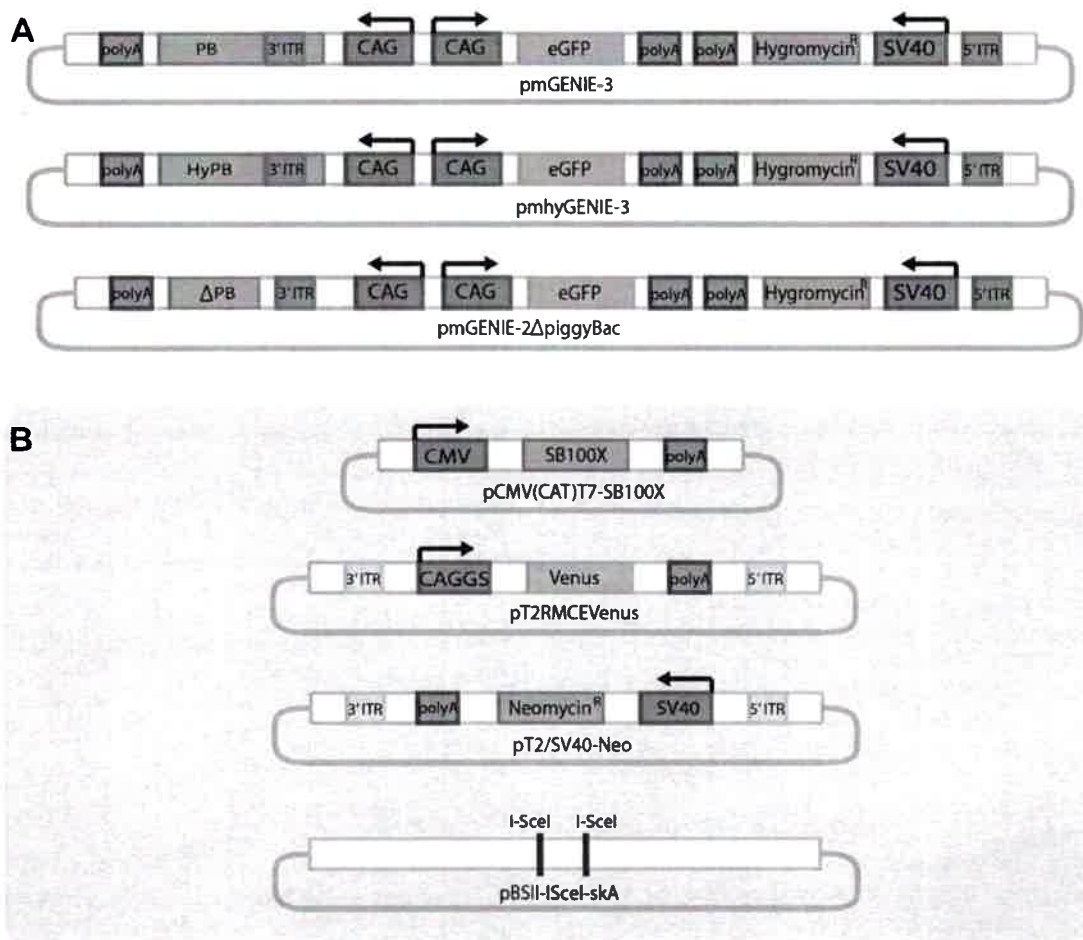 A
polyA PB 3'ITR CAG CAG eGFP polyA polyA Hygromycin^R SV40 5'ITR
pmGENIE-3
polyA HyPB 3'ITR CAG CAG eGFP polyA polyA Hygromycin^R SV40 5'ITR
pmhyGENIE-3
polyA ΔPB 3'ITR CAG CAG eGFP polyA polyA Hygromycin^R SV40 5'ITR
pmGENIE-2ΔpiggyBac
B
CMV SB100X polyA
pCMV(CAT)T7-SB100X
3'ITR CAGGS Venus polyA 5'ITR
pT2RMCEVenus
3'ITR polyA Neomycin^R SV40 5'ITR
pT2/SV40-Neo
I-SceI I-SceI
pBSII-ISceI-skA